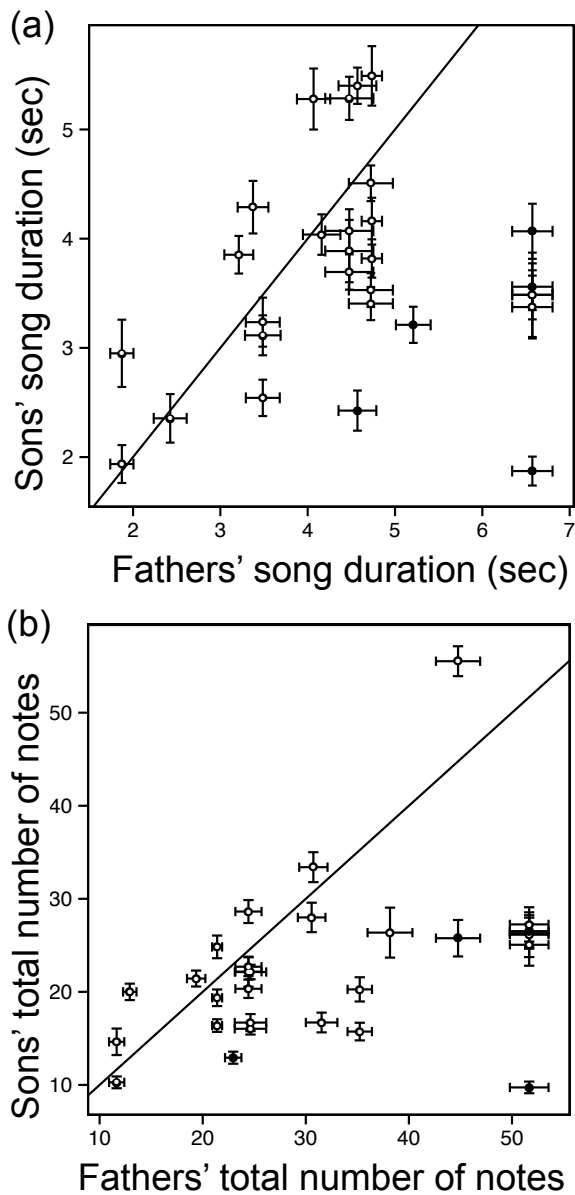 (a)
Sons’ song duration (sec)
5
4
3
2
2 3 4 5 6 7
Fathers’ song duration (sec)
(b)
Sons’ total number of notes
50
40
30
20
10
10 20 30 40 50
Fathers’ total number of notes